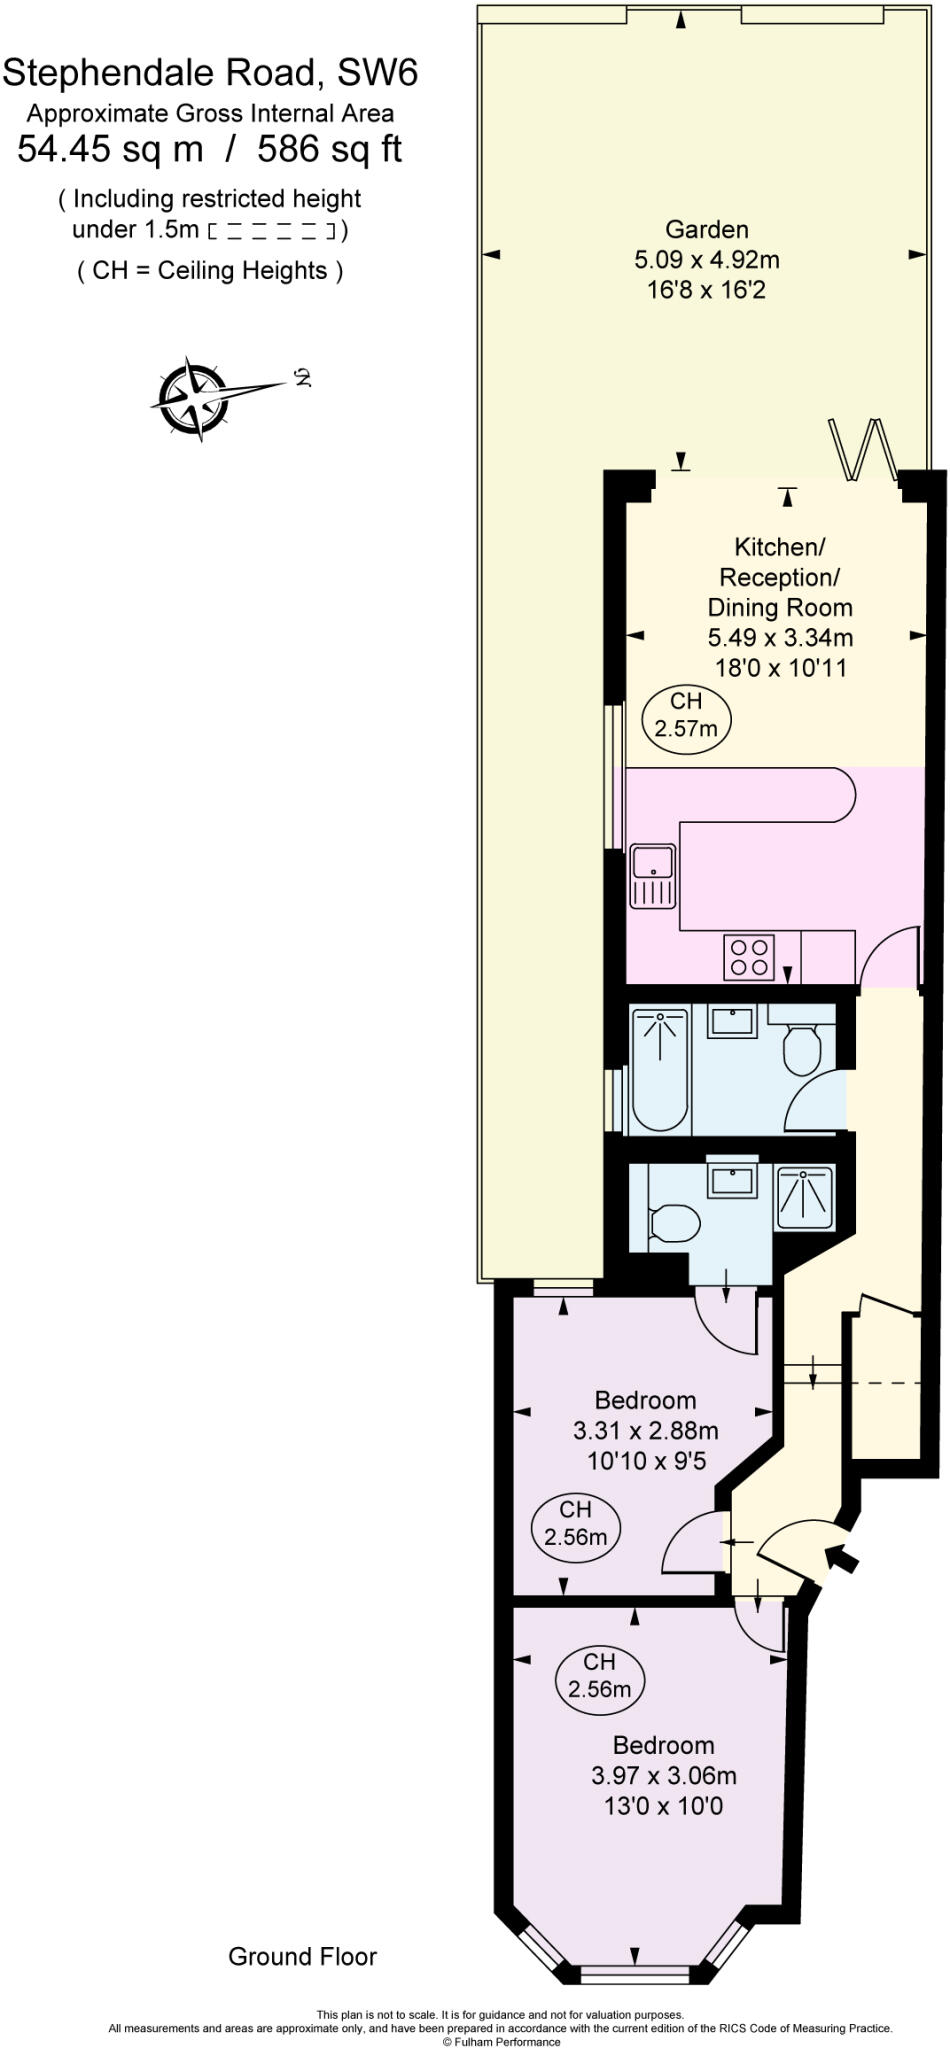 Stephendale Road, SW6
Approximate Gross Internal Area
54.45 sq m / 586 sq ft
( Including restricted height
under 1.5m )
( CH = Ceiling Heights )
N
Garden
5.09 x 4.92m
16'8 x 16'2
Kitchen/
Reception/
Dining Room
5.49 x 3.34m
18'0 x 10'11
CH
2.57m
Bedroom
3.31 x 2.88m
10'10 x 9'5
CH
2.56m
CH
2.56m
Bedroom
3.97 x 3.06m
13'0 x 10'0
Ground Floor
This plan is not to scale. It is for guidance and not for valuation purposes.
All measurements and areas are approximate only, and have been prepared in accordance with the current edition of the RICS Code of Measuring Practice.
© Fulham Performance